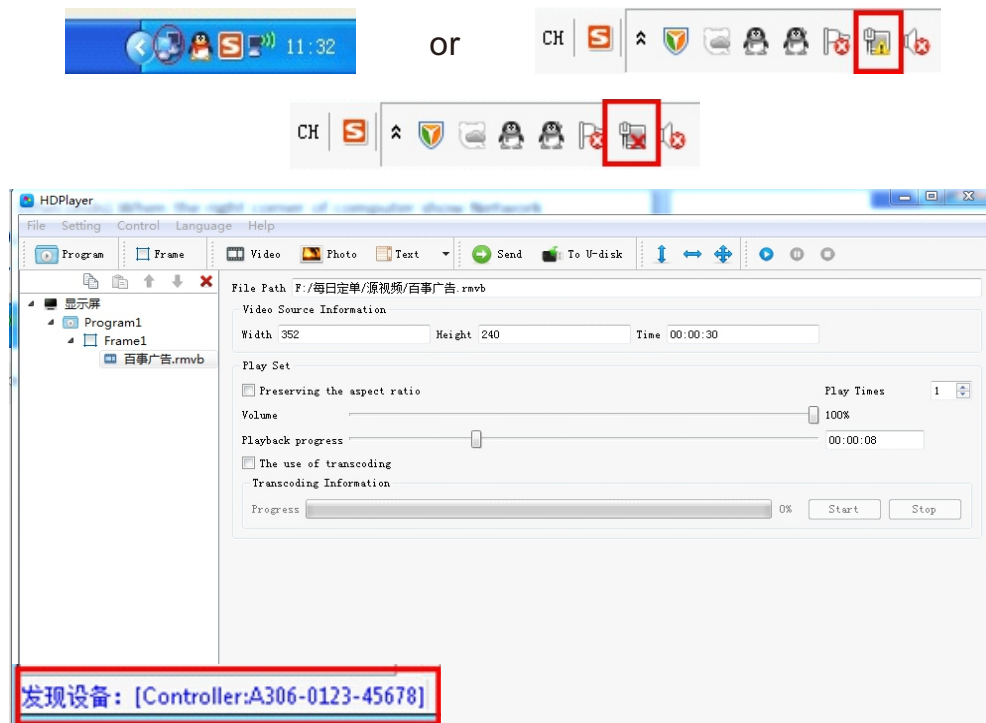 11:32
or
CH S
CH S
HDPlayer
File Setting Control Language Help
Program Frame Video Photo Text Send To U-disk
显示屏
Program1
Frame1
百事广告.rmvb
File Path F:/每日定单/源视频/百事广告.rmvb
Video Source Information
Width 352 Height 240 Time 00:00:30
Play Set
Preserving the aspect ratio Play Times 1
Volume 100%
Playback progress 00:00:08
The use of transcoding
Transcoding Information
Progress 0% Start Stop
发现设备：[Controller:A306-0123-45678]